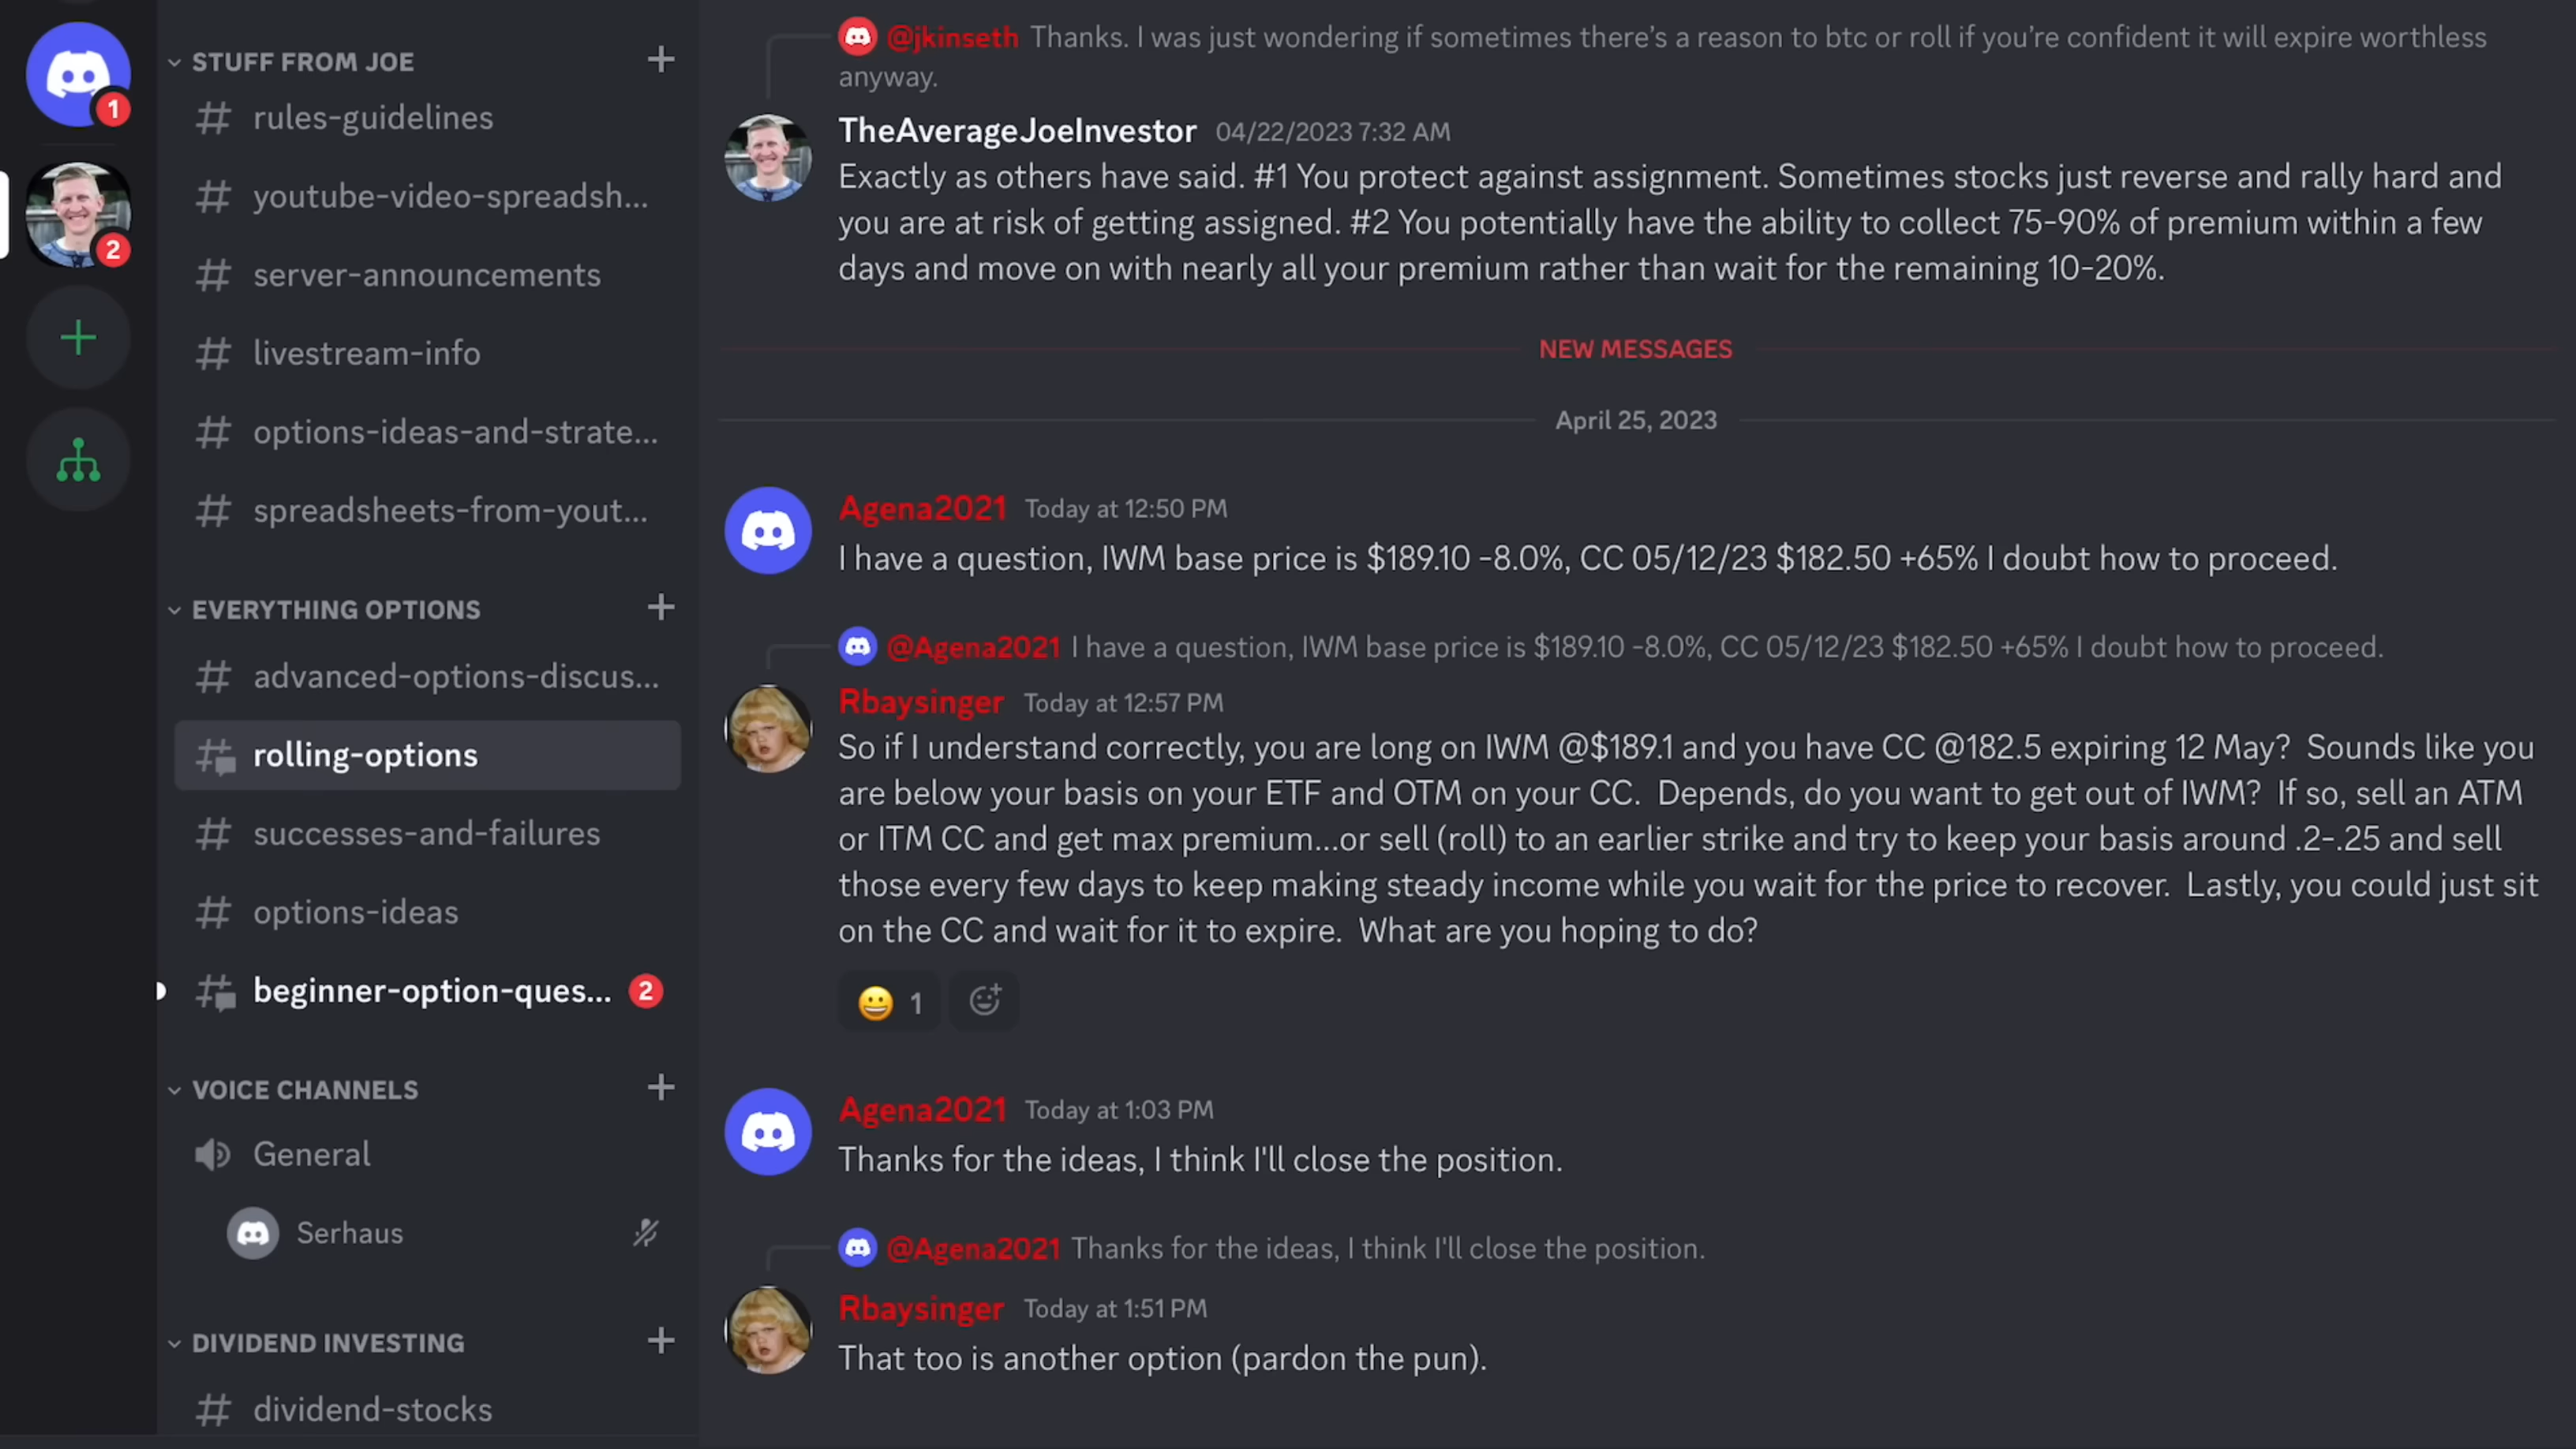 1
2
STUFF FROM JOE
rules-guidelines
youtube-video-spreadsh...
server-announcements
livestream-info
options-ideas-and-strate...
spreadsheets-from-yout...
EVERYTHING OPTIONS
advanced-options-discus...
rolling-options
successes-and-failures
options-ideas
beginner-option-ques... 2
VOICE CHANNELS
General
Serhaus
DIVIDEND INVESTING
dividend-stocks
@jkinseth Thanks. I was just wondering if sometimes there's a reason to btc or roll if you're confident it will expire worthless
anyway.
TheAverageJoeInvestor 04/22/2023 7:32 AM
Exactly as others have said. #1 You protect against assignment. Sometimes stocks just reverse and rally hard and
you are at risk of getting assigned. #2 You potentially have the ability to collect 75-90% of premium within a few
days and move on with nearly all your premium rather than wait for the remaining 10-20%.
NEW MESSAGES
April 25, 2023
Agena2021 Today at 12:50 PM
I have a question, IWM base price is $189.10 -8.0%, CC 05/12/23 $182.50 +65% I doubt how to proceed.
@Agena2021 I have a question, IWM base price is $189.10 -8.0%, CC 05/12/23 $182.50 +65% I doubt how to proceed.
Rbaysinger Today at 12:57 PM
So if I understand correctly, you are long on IWM @$189.1 and you have CC @182.5 expiring 12 May? Sounds like you
are below your basis on your ETF and OTM on your CC. Depends, do you want to get out of IWM? If so, sell an ATM
or ITM CC and get max premium...or sell (roll) to an earlier strike and try to keep your basis around .2-.25 and sell
those every few days to keep making steady income while you wait for the price to recover. Lastly, you could just sit
on the CC and wait for it to expire. What are you hoping to do?
1
Agena2021 Today at 1:03 PM
Thanks for the ideas, I think I'll close the position.
@Agena2021 Thanks for the ideas, I think I'll close the position.
Rbaysinger Today at 1:51 PM
That too is another option (pardon the pun).